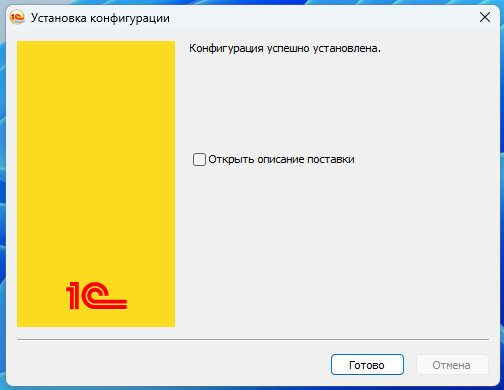 Установка конфигурации
Конфигурация успешно установлена.
Открыть описание поставки
1С
Готово
Отмена